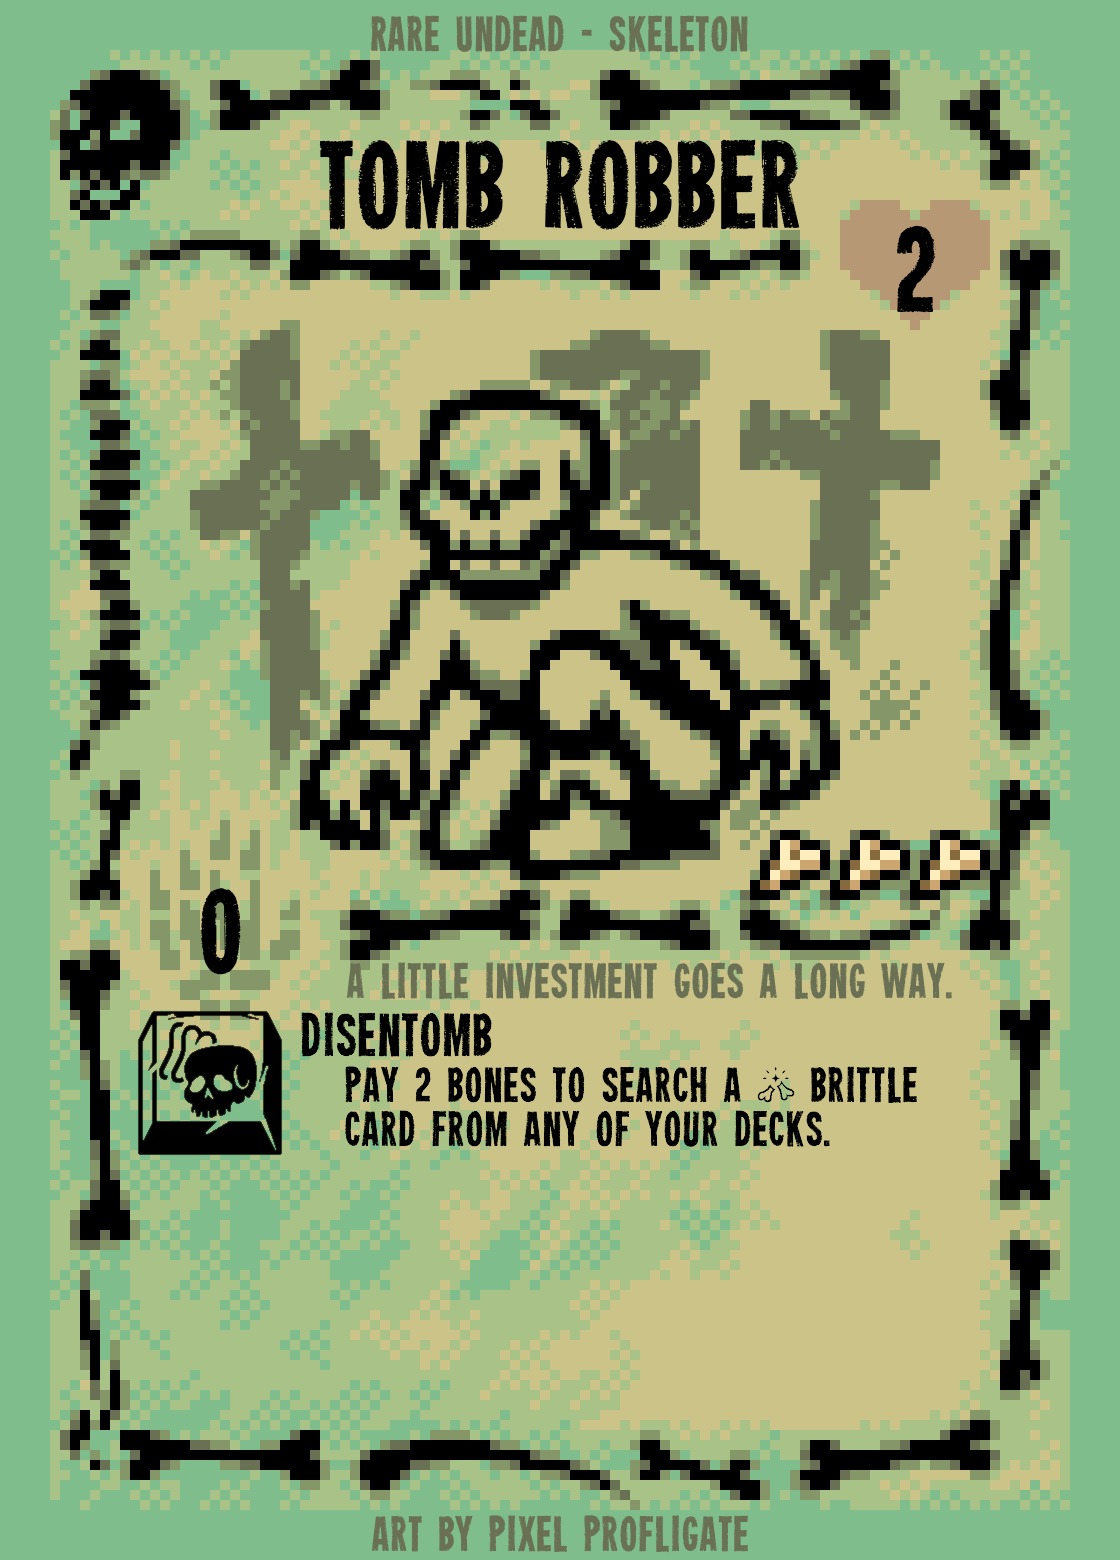 RARE UNDEAD - SKELETON
TOMB ROBBER
2
0
A LITTLE INVESTMENT GOES A LONG WAY.
DISENTOMB
PAY 2 BONES TO SEARCH A BRITTLE
CARD FROM ANY OF YOUR DECKS.
ART BY PIXEL PROFLIGATE